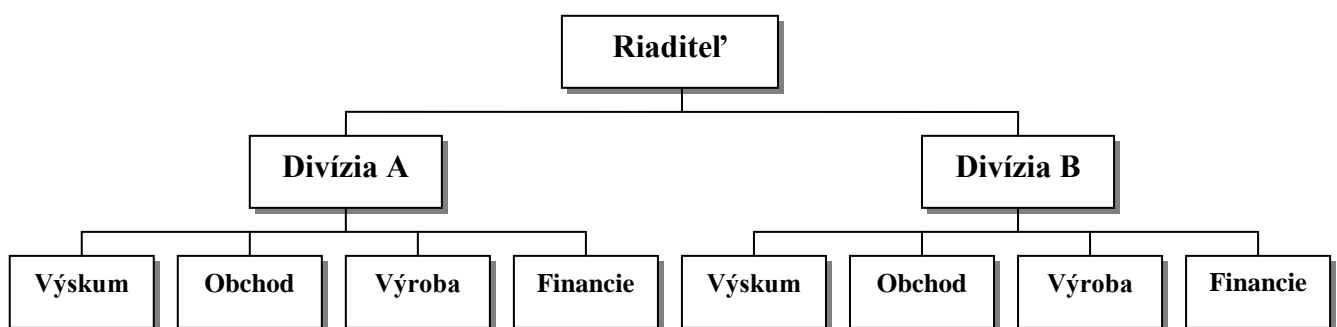 Riaditeľ
Divízia A
Divízia B
Výskum
Obchod
Výroba
Financie
Výskum
Obchod
Výroba
Financie